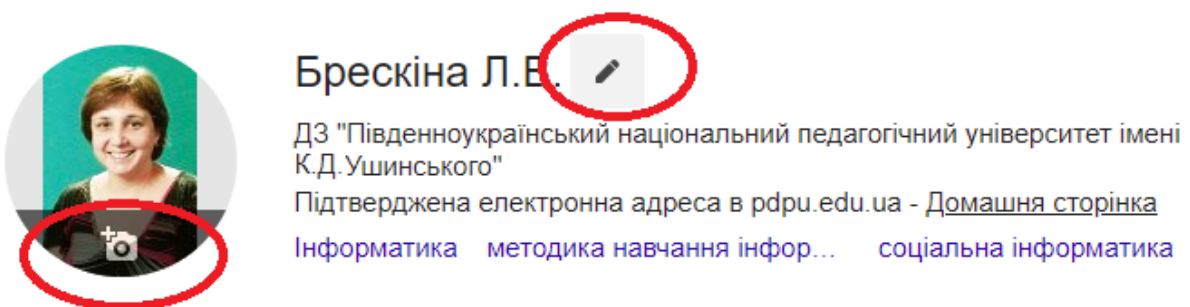 Брескіна Л.В.
ДЗ "Південноукраїнський національний педагогічний університет імені
К.Д.Ушинського"
Підтверджена електронна адреса в pdpu.edu.ua - Домашня сторінка
Інформатика методика навчання інфор... соціальна інформатика